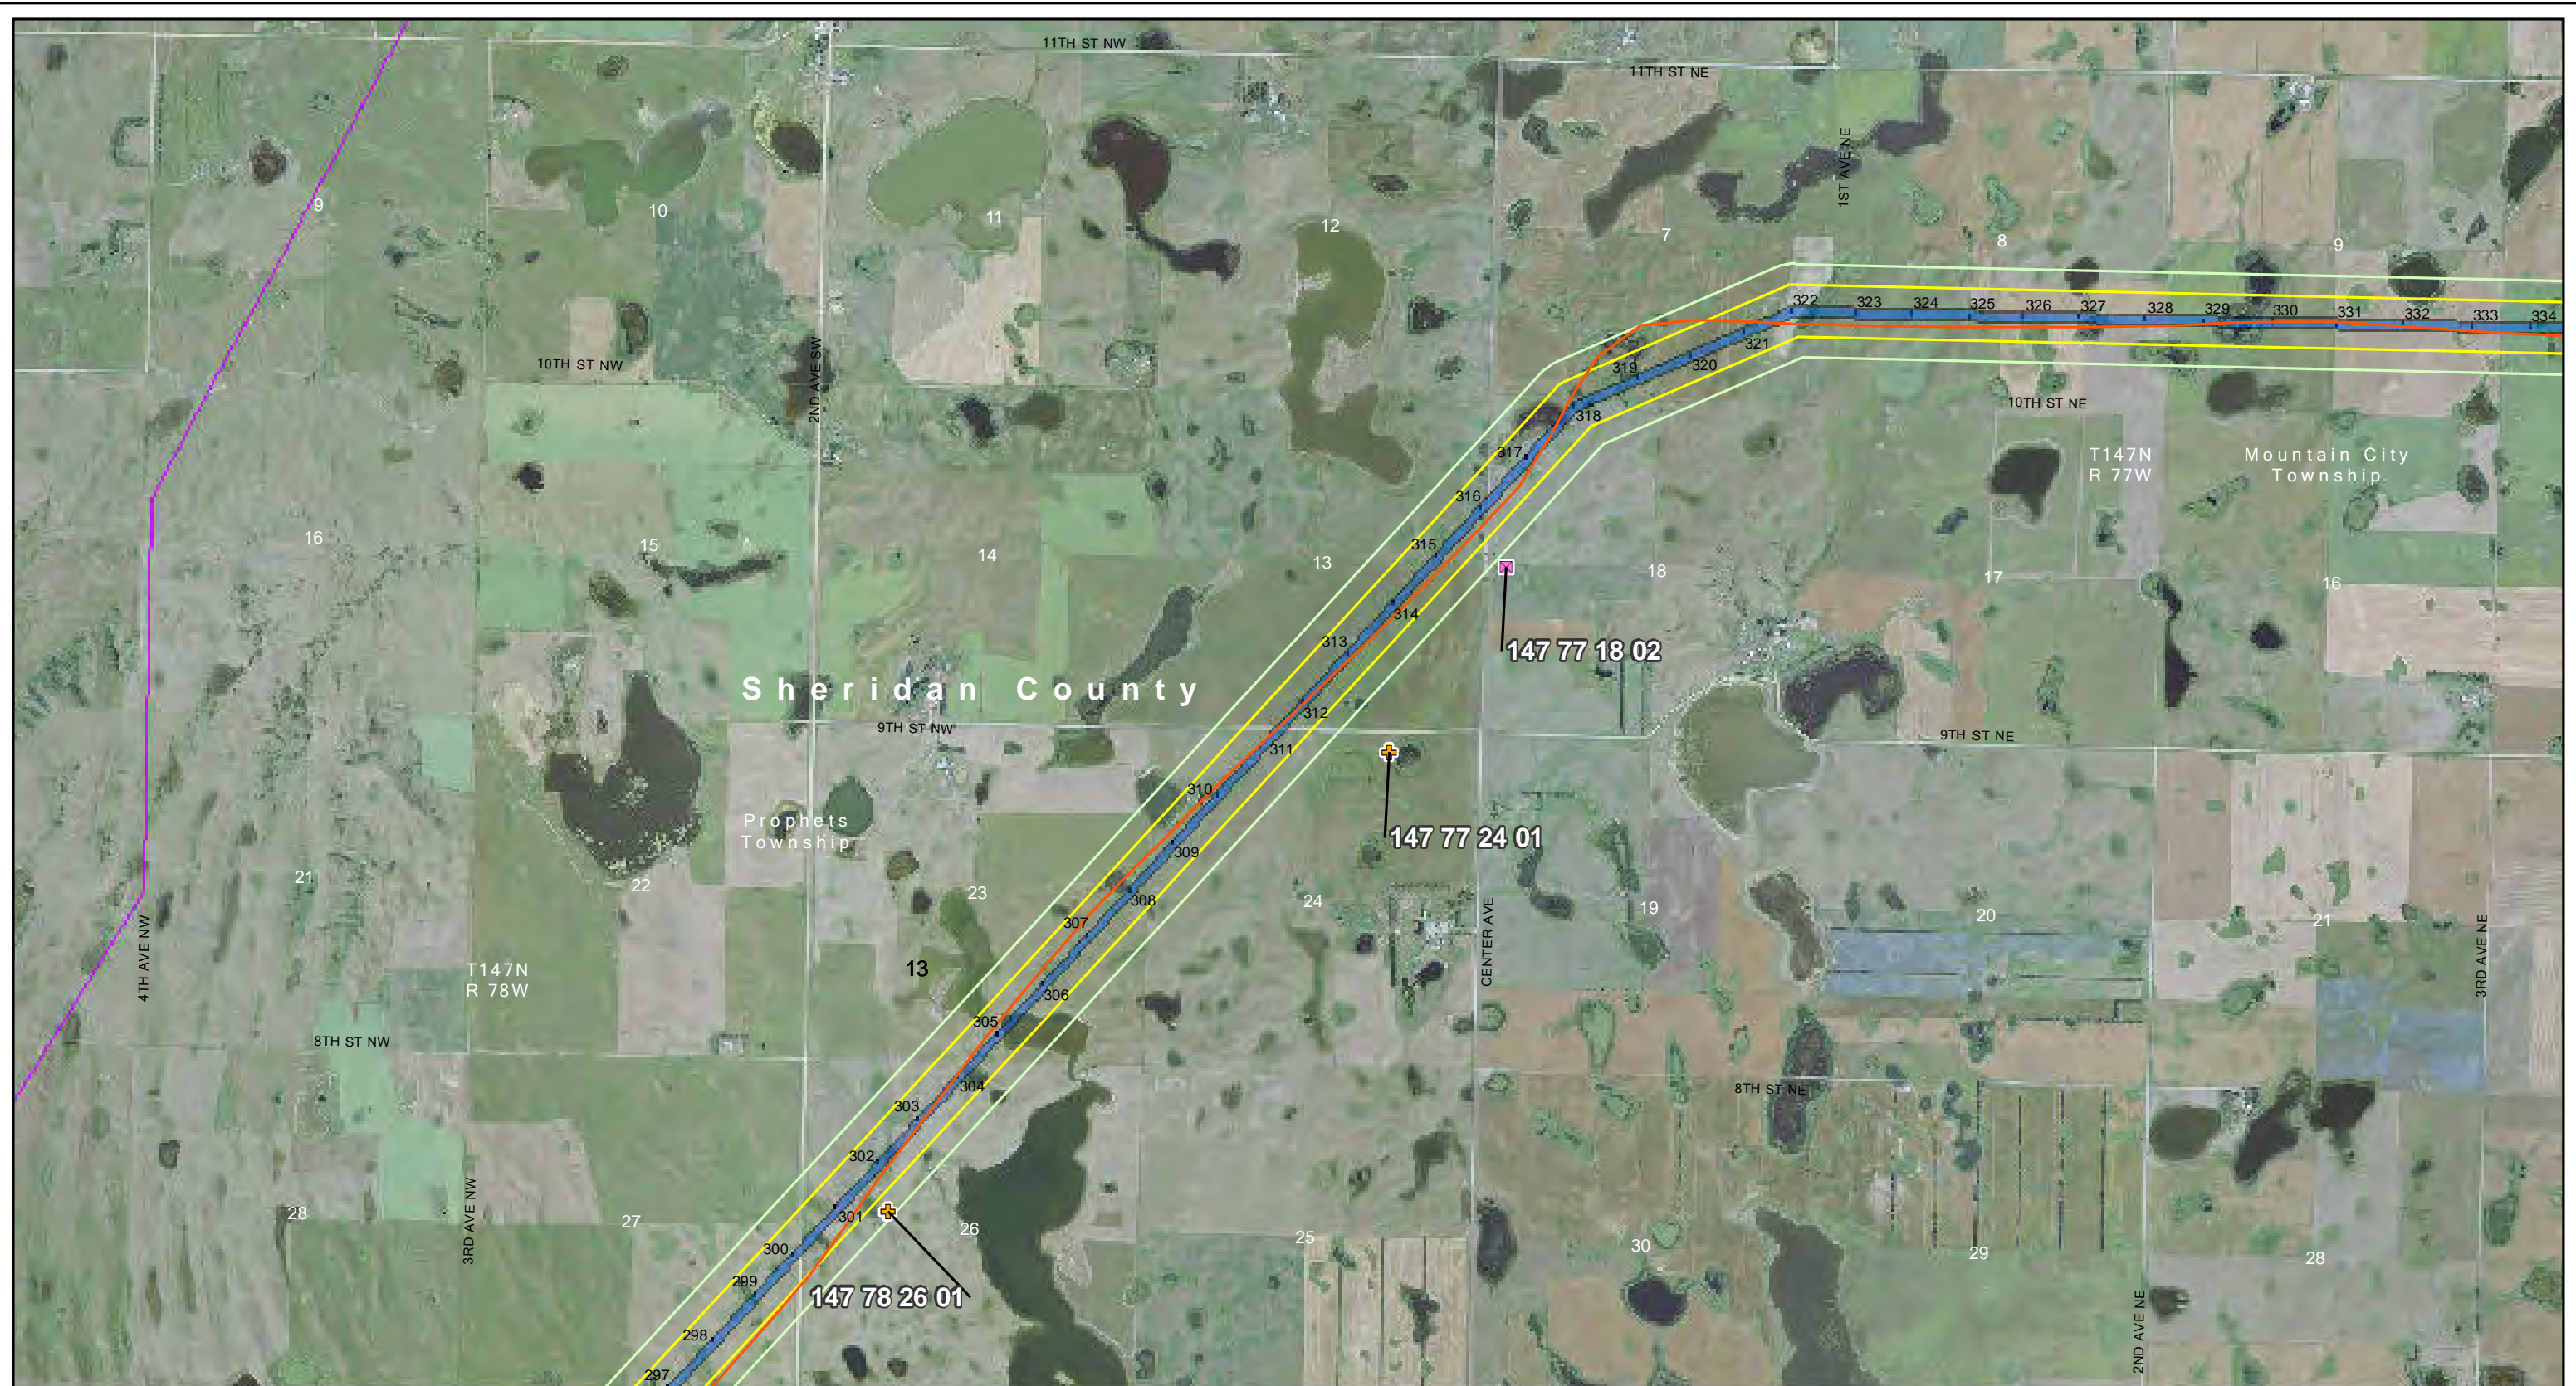 11TH ST NW
11TH ST NE
1ST AVE NE
9
10
11
12
7
8
9
322
323
324
325
326
327
328
329
330
331
332
333
334
321
320
319
318
10TH ST NW
2ND AVE SW
10TH ST NE
317
316
315
314
313
312
311
T147N
R 77W
Mountain City
Township
16
15
14
13
18
17
16
147 77 18 02
Sheridan County
9TH ST NW
9TH ST NE
147 77 24 01
310
309
308
307
306
305
304
303
302
301
300
299
298
297
Prophets
Township
21
22
23
24
19
20
21
13
4TH AVE NW
T147N
R 78W
CENTER AVE
3RD AVE NE
8TH ST NW
8TH ST NE
28
3RD AVE NW
27
26
25
30
29
28
147 78 26 01
2ND AVE NE